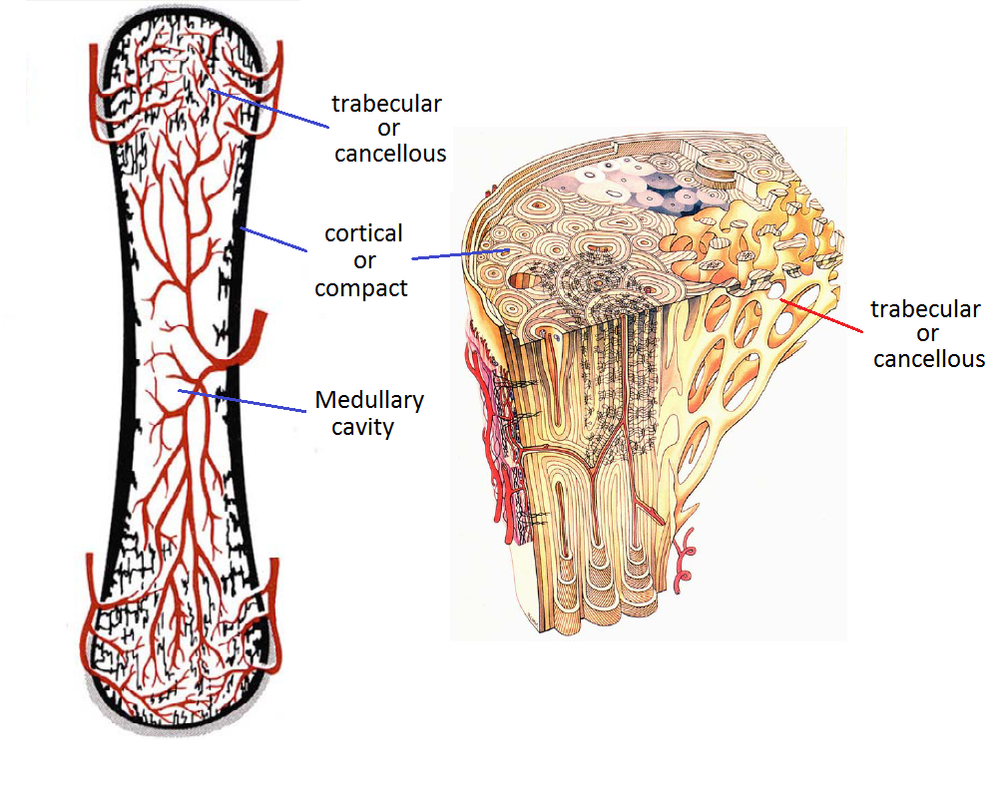 trabecular
or
cancellous
cortical
or
compact
Medullary
cavity
trabecular
or
cancellous